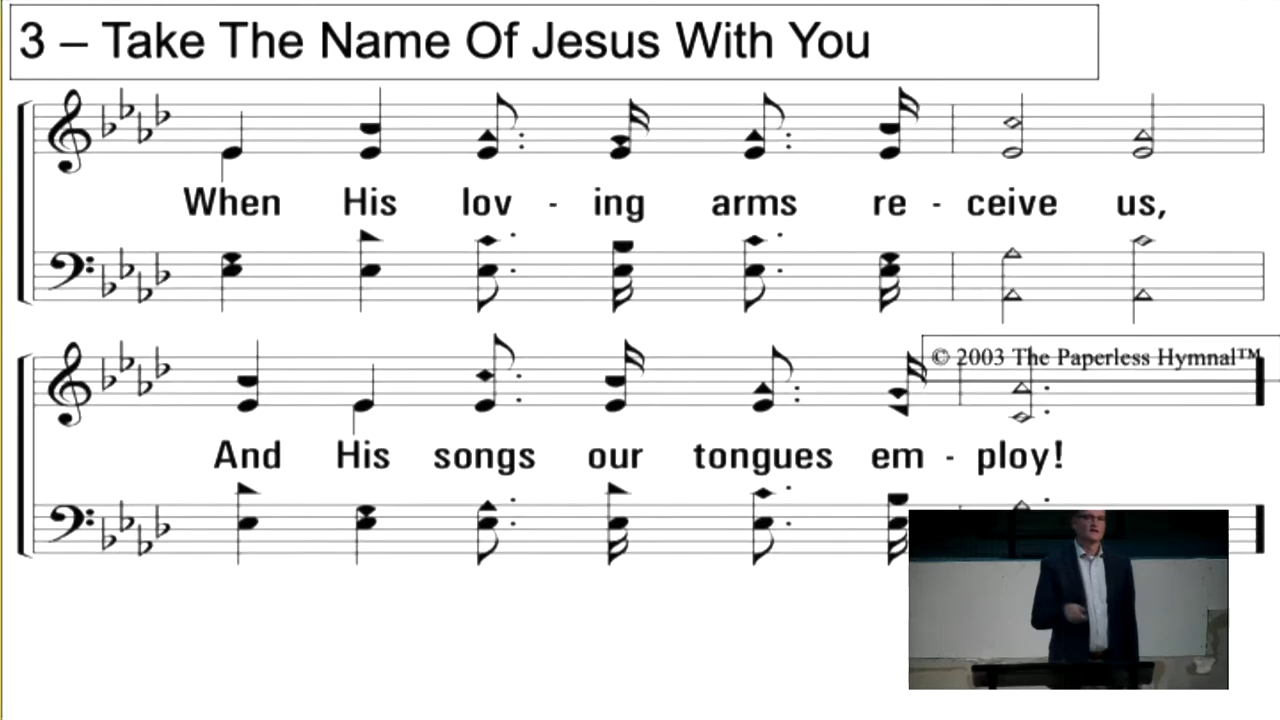 3 – Take The Name Of Jesus With You
When His lov - ing arms re - ceive us,
© 2003 The Paperless Hymnal™
And His songs our tongues em - ploy!